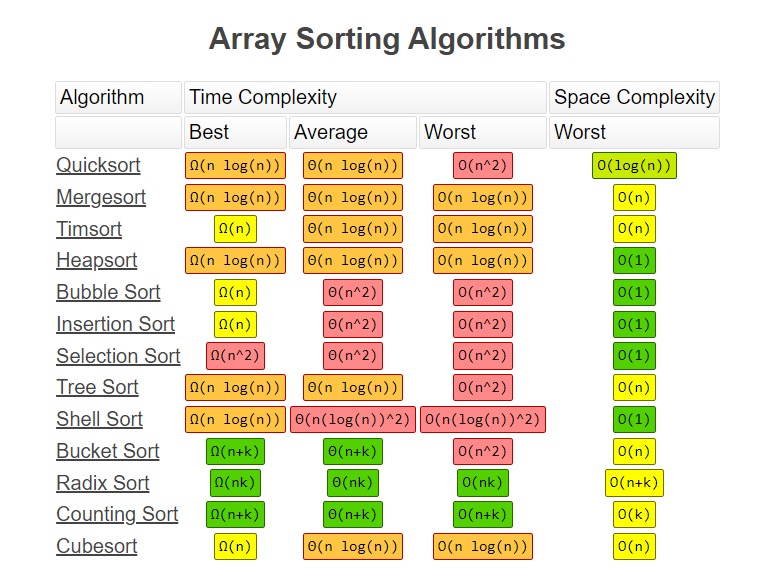 Array Sorting Algorithms
Algorithm Time Complexity Space Complexity
Best Average Worst Worst
Quicksort Ω(n log(n)) Θ(n log(n)) O(n^2) O(log(n))
Mergesort Ω(n log(n)) Θ(n log(n)) O(n log(n)) O(n)
Timsort Ω(n) Θ(n log(n)) O(n log(n)) O(n)
Heapsort Ω(n log(n)) Θ(n log(n)) O(n log(n)) O(1)
Bubble Sort Ω(n) Θ(n^2) O(n^2) O(1)
Insertion Sort Ω(n) Θ(n^2) O(n^2) O(1)
Selection Sort Ω(n^2) Θ(n^2) O(n^2) O(1)
Tree Sort Ω(n log(n)) Θ(n log(n)) O(n^2) O(n)
Shell Sort Ω(n log(n)) Θ(n(log(n))^2) O(n(log(n))^2) O(1)
Bucket Sort Ω(n+k) Θ(n+k) O(n^2) O(n)
Radix Sort Ω(nk) Θ(nk) O(nk) O(n+k)
Counting Sort Ω(n+k) Θ(n+k) O(n+k) O(k)
Cubesort Ω(n) Θ(n log(n)) O(n log(n)) O(n)